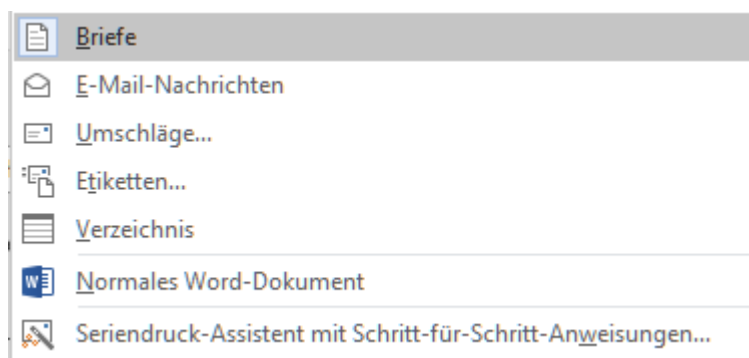 Briefe
E-Mail-Nachrichten
Umschläge...
Etiketten...
Verzeichnis
Normales Word-Dokument
Seriendruck-Assistent mit Schritt-für-Schritt-Anweisungen...